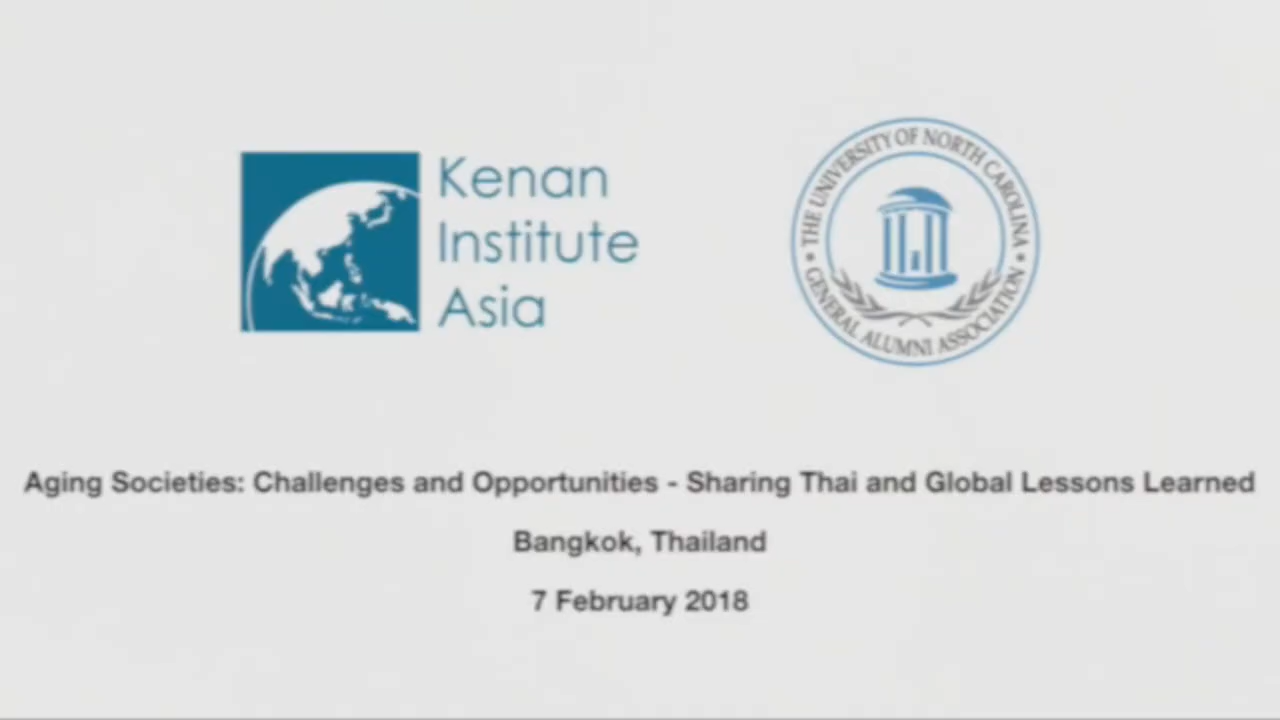 Kenan
Institute
Asia
THE UNIVERSITY OF NORTH CAROLINA
GENERAL ALUMNI ASSOCIATION
Aging Societies: Challenges and Opportunities - Sharing Thai and Global Lessons Learned
Bangkok, Thailand
7 February 2018